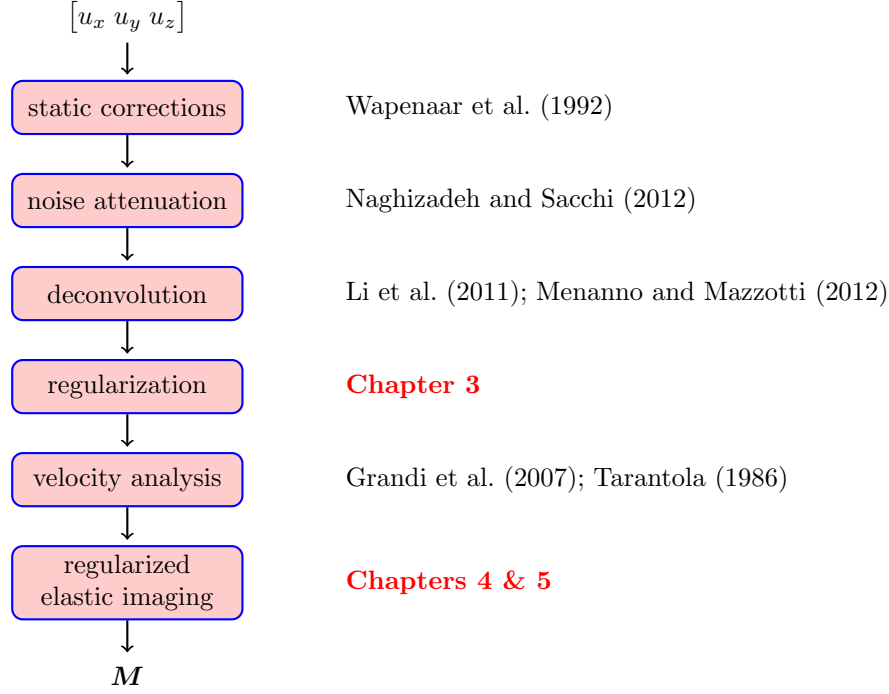 [u_x u_y u_z]
static corrections
Wapenaar et al. (1992)
noise attenuation
Naghizadeh and Sacchi (2012)
deconvolution
Li et al. (2011); Menanno and Mazzotti (2012)
regularization
Chapter 3
velocity analysis
Grandi et al. (2007); Tarantola (1986)
regularized
elastic imaging
Chapters 4 & 5
M